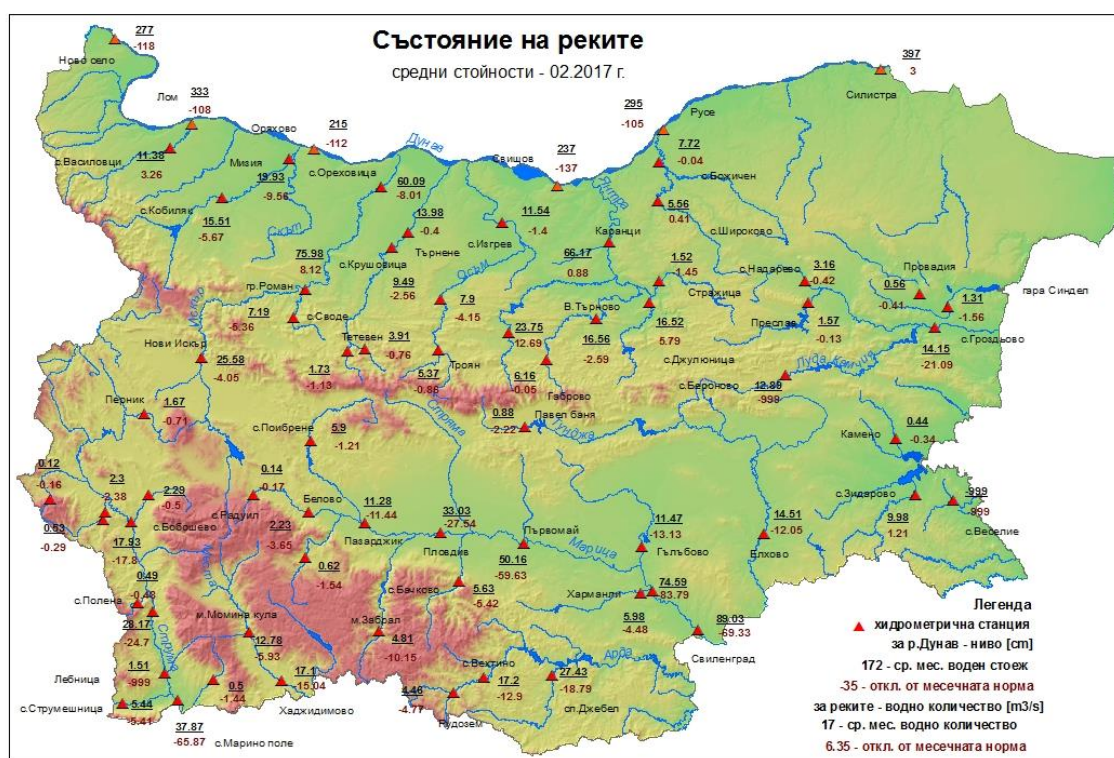 Състояние на реките
средни стойности - 02.2017 г.
277
-118
Ново село
397
3
Силистра
Лом
333
-108
Оряхово
215
-112
295
-105
Русе
Дунав
Свищов
237
-137
7.72
-0.04
с.Божичен
с.Василовци
11.38
3.26
Мизия
19.93
-9.56
с.Ореховица
60.09
-8.01
Янтра
с.Кобиляк
15.51
-5.67
Скът
13.98
-0.4
Търнене
11.54
-1.4
с.Изгрев
5.56
0.41
с.Широково
Каранци
66.17
0.88
75.98
8.12
с.Крушовица
9.49
-2.56
Осъм
1.52
-1.45
Стражица
с.Надарево
3.16
-0.42
Провадия
0.56
-0.41
гара Синдел
1.31
-1.56
гр.Роман
7.19
-5.36
с.Своде
7.9
-4.15
В.Търново
16.52
5.79
Преслав
1.57
-0.13
с.Гроздьово
14.15
-21.09
Искър
Нови Искър
25.58
-4.05
Тетевен
3.91
-0.76
1.73
-1.13
Троян
5.37
-0.86
23.75
12.69
16.56
-2.59
с.Джулюница
6.16
-0.05
Габрово
Луда Камчия
с.Бероново
12.89
-999
Перник
1.67
-0.71
с.Поибрене
5.9
-1.21
Стряма
0.88
-2.22
Павел баня
Тунджа
Камено
0.44
-0.34
0.12
-0.16
2.3
-2.38
2.29
-0.5
с.Бобошево
0.14
-0.17
с.Радуил
Белово
2.23
-3.65
11.28
-11.44
Пазарджик
33.03
-27.54
Пловдив
Първомай
50.16
-59.63
Марица
11.47
-13.13
Гълъбово
14.51
-12.05
Елхово
с.Зидарово
9.98
1.21
-999
-999
с.Веселие
0.63
-0.29
17.93
-17.8
0.62
-1.54
Места
0.49
-0.48
с.Полена
28.17
-24.7
Струма
м.Момина кула
12.78
-5.93
с.Бачково
5.63
-5.42
м.Забрал
4.81
-10.15
Харманли
5.98
-4.48
74.59
-83.79
89.03
-69.33
Свиленград
Лебница
1.51
-999
с.Струмешница
5.44
-5.41
37.87
-65.87
с.Марино поле
0.5
-1.44
17.1
-15.04
Хаджидимово
4.46
-4.77
Рудозем
с.Вехтино
17.2
-12.9
Арда
27.43
-18.79
сп.Джебел
Легенда
хидрометрична станция
за р.Дунав - ниво [cm]
172 - ср. мес. воден стоеж
-35 - откл. от месечната норма
за реките - водно количество [m3/s]
17 - ср. мес. водно количество
6.35 - откл. от месечната норма